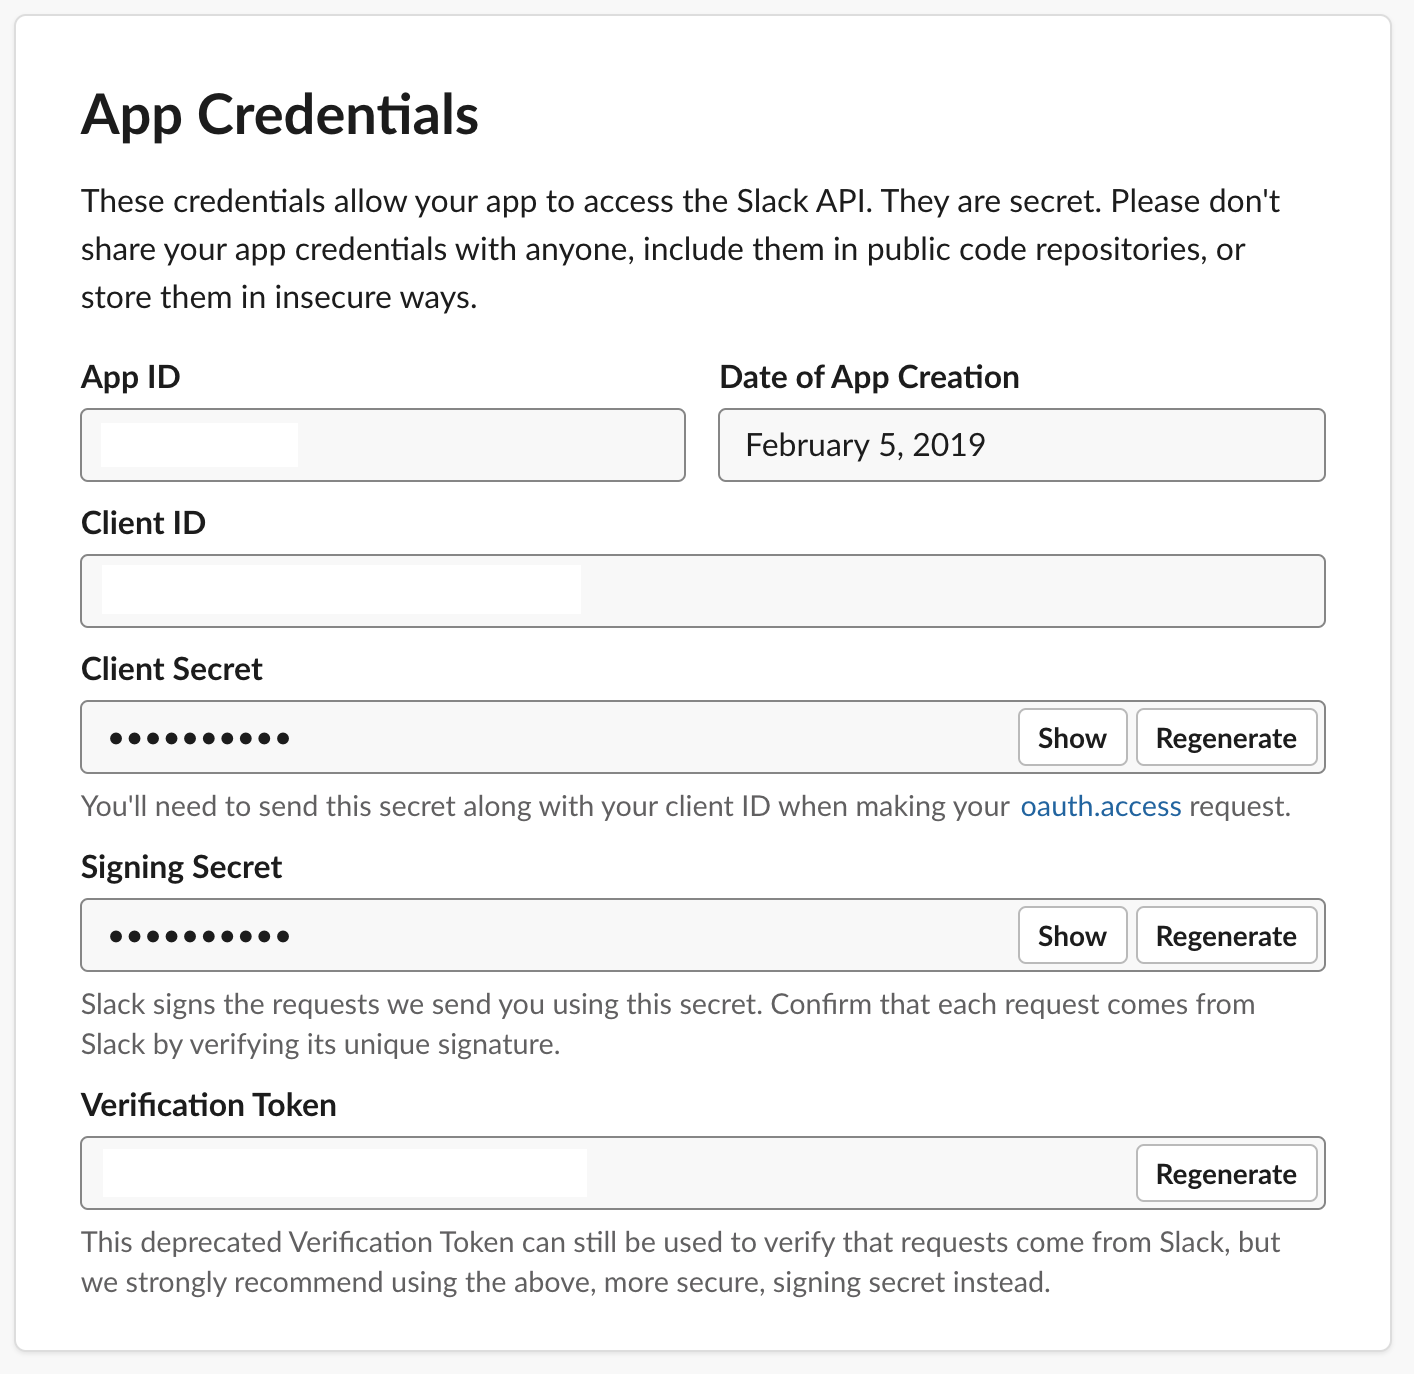 App Credentials
These credentials allow your app to access the Slack API. They are secret. Please don't
share your app credentials with anyone, include them in public code repositories, or
store them in insecure ways.
App ID
Date of App Creation
February 5, 2019
Client ID
Client Secret
•••••••••• Show Regenerate
You'll need to send this secret along with your client ID when making your oauth.access request.
Signing Secret
•••••••••• Show Regenerate
Slack signs the requests we send you using this secret. Confirm that each request comes from
Slack by verifying its unique signature.
Verification Token
Regenerate
This deprecated Verification Token can still be used to verify that requests come from Slack, but
we strongly recommend using the above, more secure, signing secret instead.